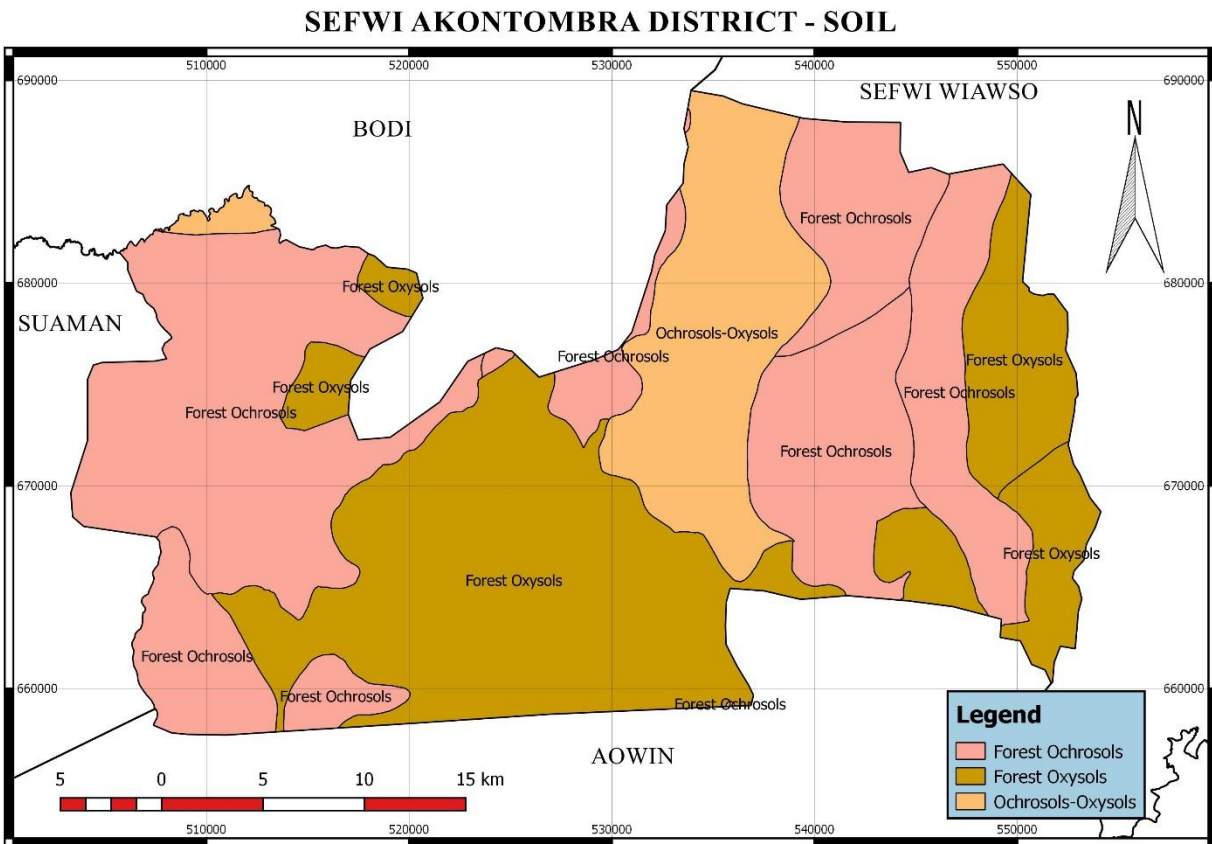 SEFWI AKONTOMBRA DISTRICT - SOIL
510000 520000 530000 540000 550000
690000 690000
SEFWI WIAWSO
N
BODI
Forest Ochrosols
680000 680000
Forest Oxysols
SUAMAN
Ochrosols-Oxysols
Forest Ochrosols
Forest Oxysols
Forest Oxysols
Forest Ochrosols
Forest Ochrosols
Forest Ochrosols
670000 670000
Forest Oxysols
Forest Oxysols
Forest Ochrosols
660000 660000
Forest Ochrosols
Forest Ochrosols
Legend
Forest Ochrosols
Forest Oxysols
Ochrosols-Oxysols
AOWIN
5 0 5 10 15 km
510000 520000 530000 540000 550000